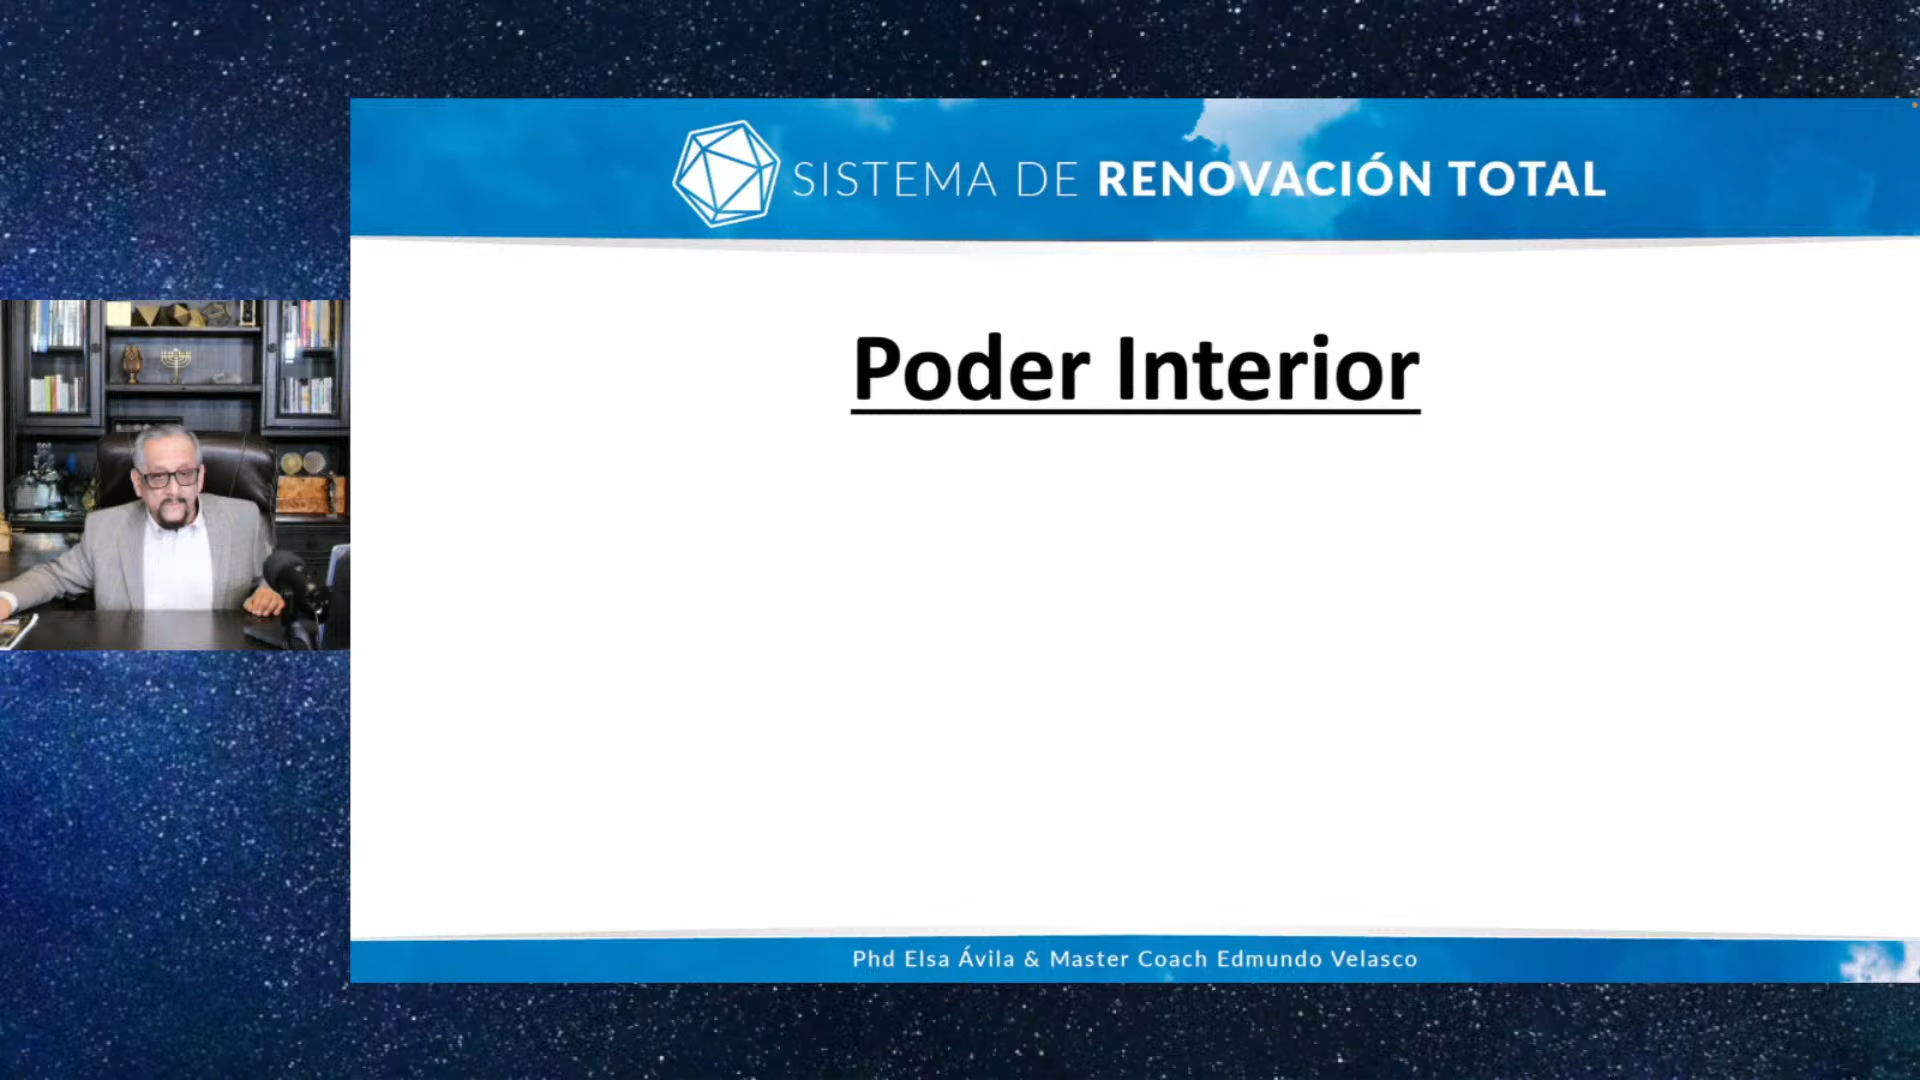 SISTEMA DE RENOVACIÓN TOTAL
Poder Interior
Phd Elsa Ávila & Master Coach Edmundo Velasco